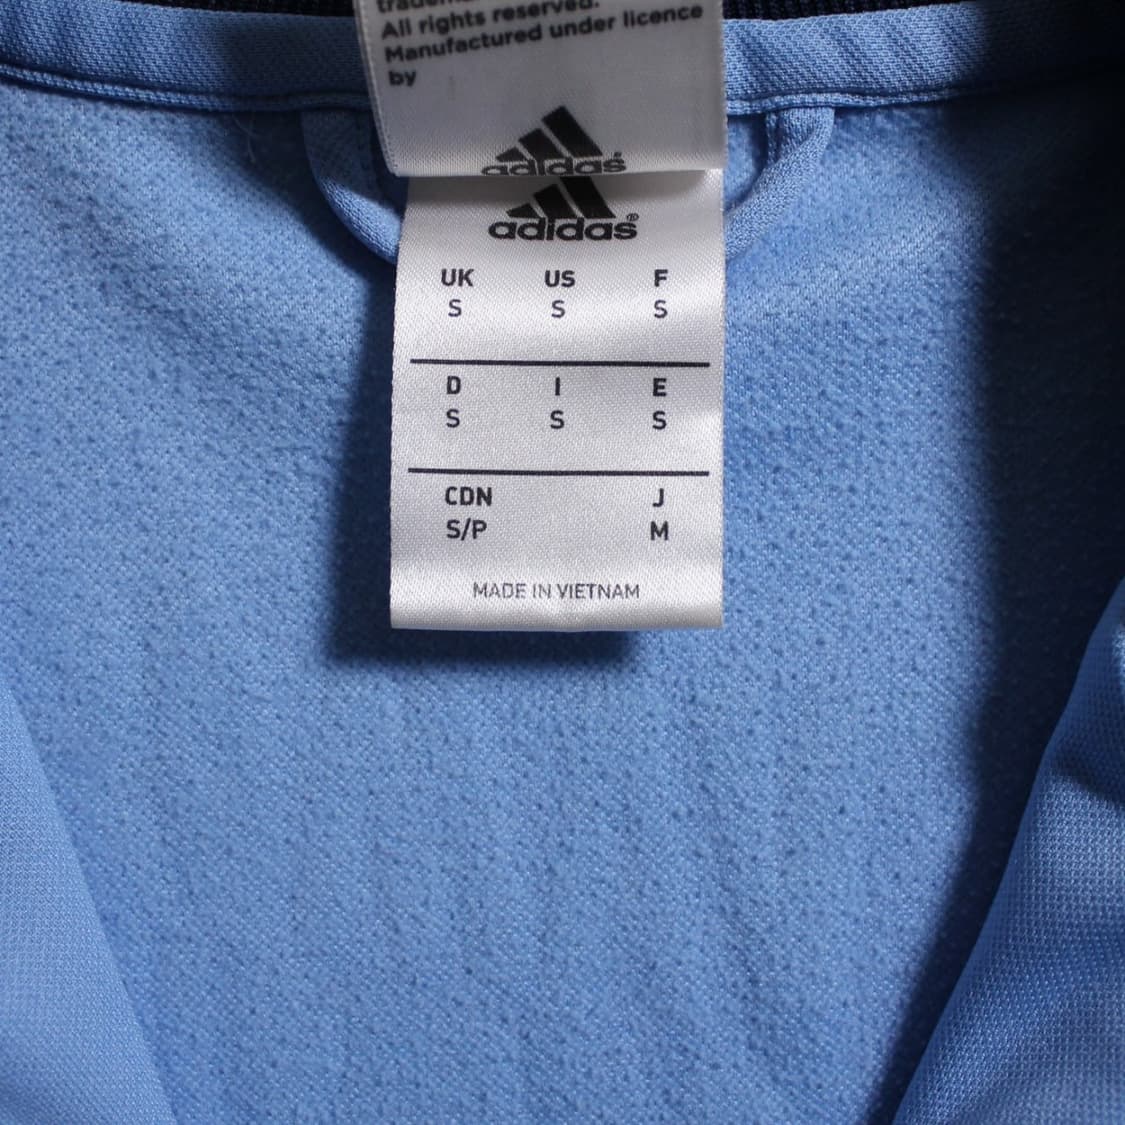 All rights reserved.
Manufactured under licence
by
adidas
adidas®
UK US F
S S S
D I E
S S S
CDN J
S/P M
MADE IN VIETNAM